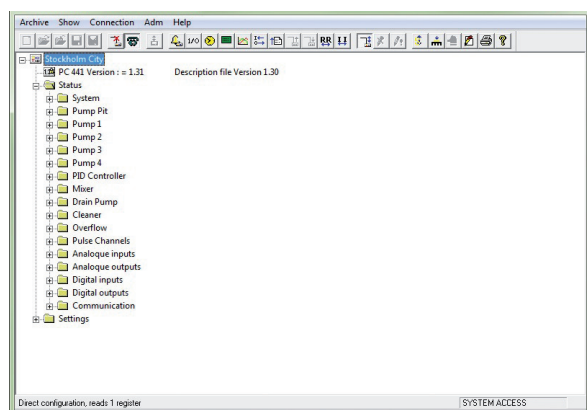 Archive Show Connection Adm Help
I/O RR
Stockholm City
PC 441 Version : = 1.31 Description file Version 1.30
Status
System
Pump Pit
Pump 1
Pump 2
Pump 3
Pump 4
PID Controller
Mixer
Drain Pump
Cleaner
Overflow
Pulse Channels
Analoque inputs
Analoque outputs
Digital inputs
Digital outputs
Communication
Settings
Direct configuration, reads 1 register SYSTEM ACCESS